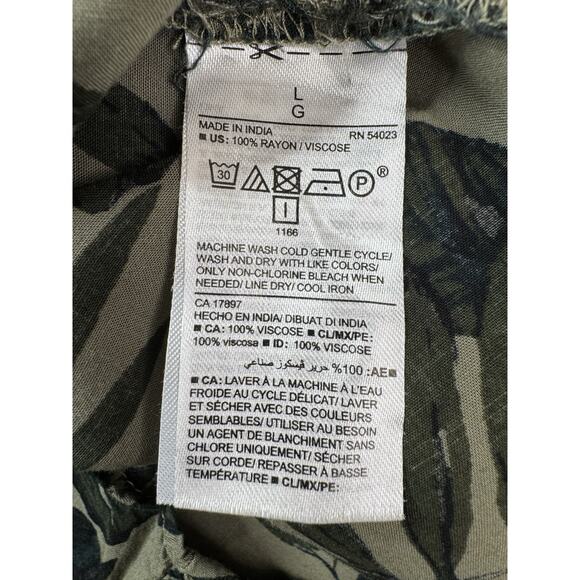 L
G
MADE IN INDIA RN 54023
■ US: 100% RAYON / VISCOSE
30 P ®
1166
MACHINE WASH COLD GENTLE CYCLE/
WASH AND DRY WITH LIKE COLORS/
ONLY NON-CHLORINE BLEACH WHEN
NEEDED/ LINE DRY/ COOL IRON
CA 17897
HECHO EN INDIA/ DIBUAT DI INDIA
■ CA: 100% VISCOSE ■ CL/MX/PE:
100% viscosa ■ ID: 100% VISCOSE
■AE: 100% حرير ڤيسكوز صناعي
■ CA: LAVER À LA MACHINE À L'EAU
FROIDE AU CYCLE DÉLICAT/ LAVER
ET SÉCHER AVEC DES COULEURS
SEMBLABLES/ UTILISER AU BESOIN
UN AGENT DE BLANCHIMENT SANS
CHLORE UNIQUEMENT/ SÉCHER
SUR CORDE/ REPASSER À BASSE
TEMPÉRATURE ■ CL/MX/PE: